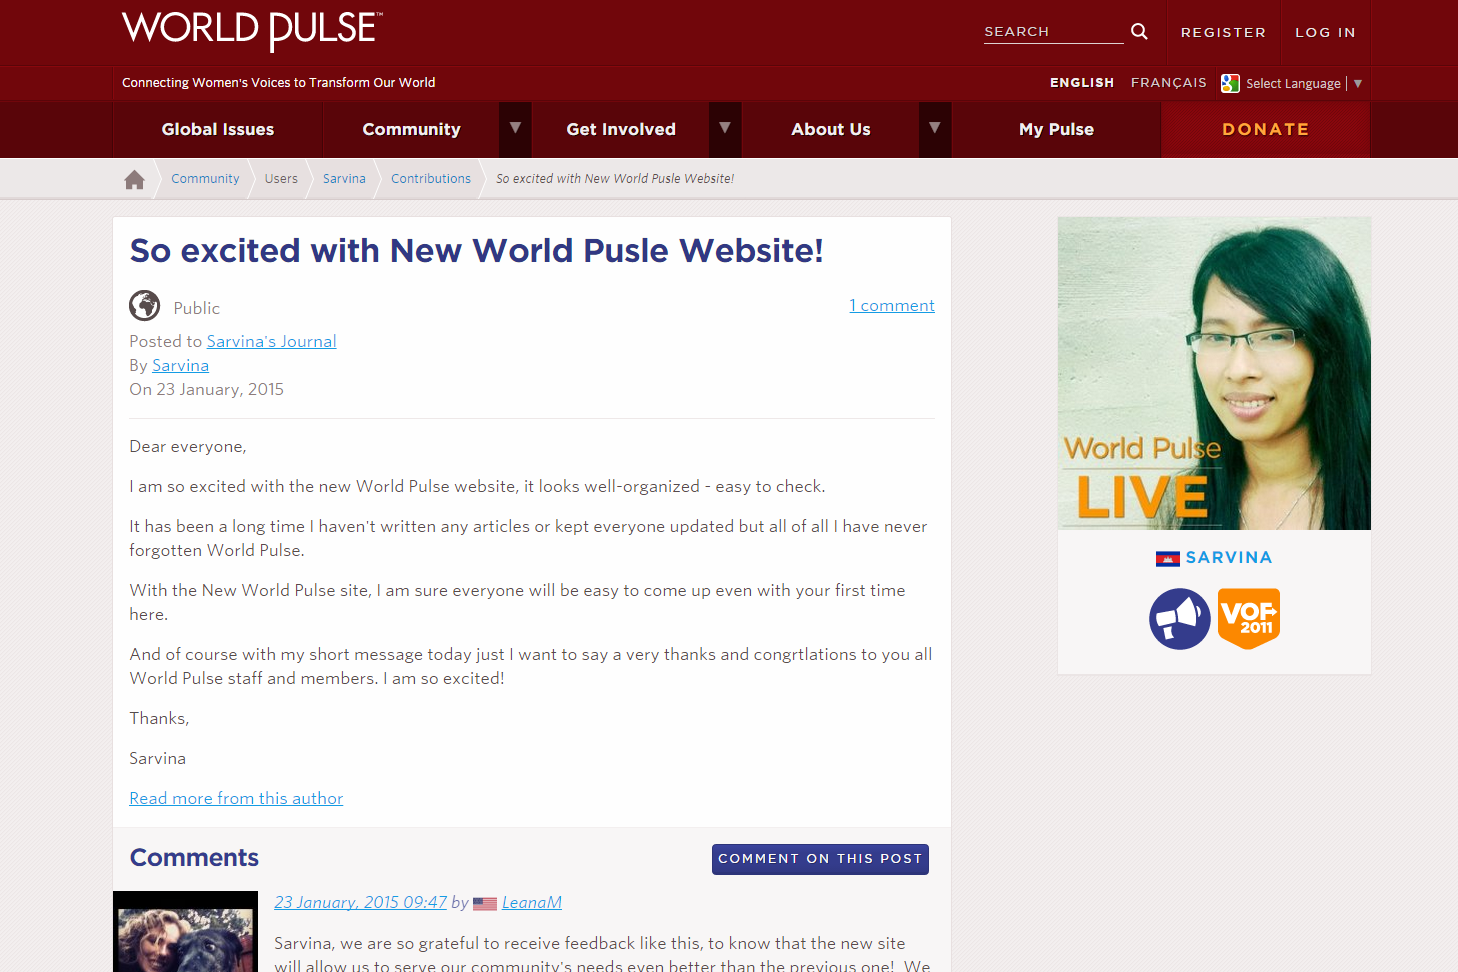 WORLD PULSE™
SEARCH
REGISTER
LOG IN
Connecting Women's Voices to Transform Our World
ENGLISH
FRANÇAIS
Select Language
Global Issues
Community
Get Involved
About Us
My Pulse
DONATE
Community
Users
Sarvina
Contributions
So excited with New World Pusle Website!
So excited with New World Pusle Website!
Public
1 comment
Posted to Sarvina's Journal
By Sarvina
On 23 January, 2015
Dear everyone,
I am so excited with the new World Pulse website, it looks well-organized - easy to check.
It has been a long time I haven't written any articles or kept everyone updated but all of all I have never
forgotten World Pulse.
With the New World Pulse site, I am sure everyone will be easy to come up even with your first time
here.
And of course with my short message today just I want to say a very thanks and congrtlations to you all
World Pulse staff and members. I am so excited!
Thanks,
Sarvina
Read more from this author
World Pulse
LIVE
SARVINA
VOF
2011
Comments
COMMENT ON THIS POST
23 January, 2015 09:47 by LeanaM
Sarvina, we are so grateful to receive feedback like this, to know that the new site
will allow us to serve our community's needs even better than the previous one! We